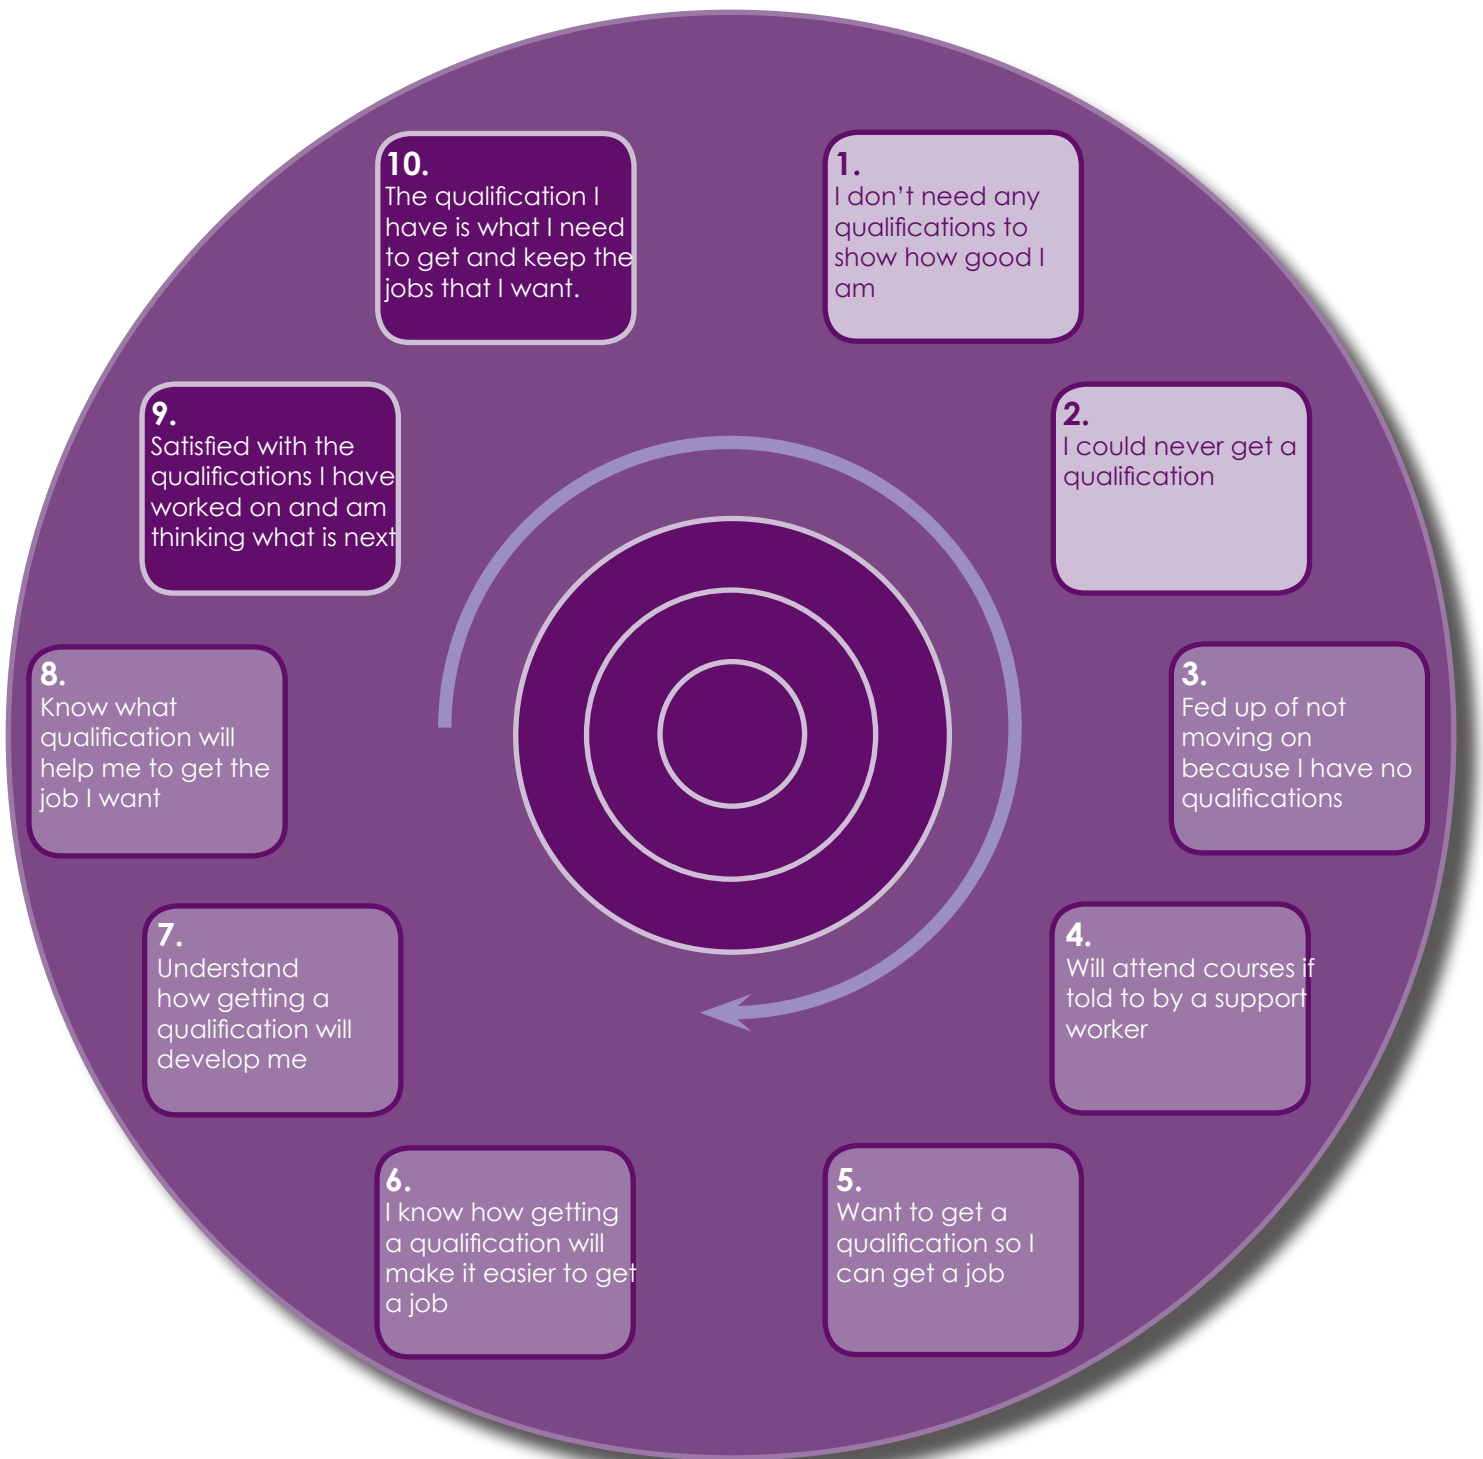 1.
I don't need any
qualifications to
show how good I
am
2.
I could never get a
qualification
3.
Fed up of not
moving on
because I have no
qualifications
4.
Will attend courses if
told to by a support
worker
5.
Want to get a
qualification so I
can get a job
6.
I know how getting
a qualification will
make it easier to get
a job
7.
Understand
how getting a
qualification will
develop me
8.
Know what
qualification will
help me to get the
job I want
9.
Satisfied with the
qualifications I have
worked on and am
thinking what is next
10.
The qualification I
have is what I need
to get and keep the
jobs that I want.